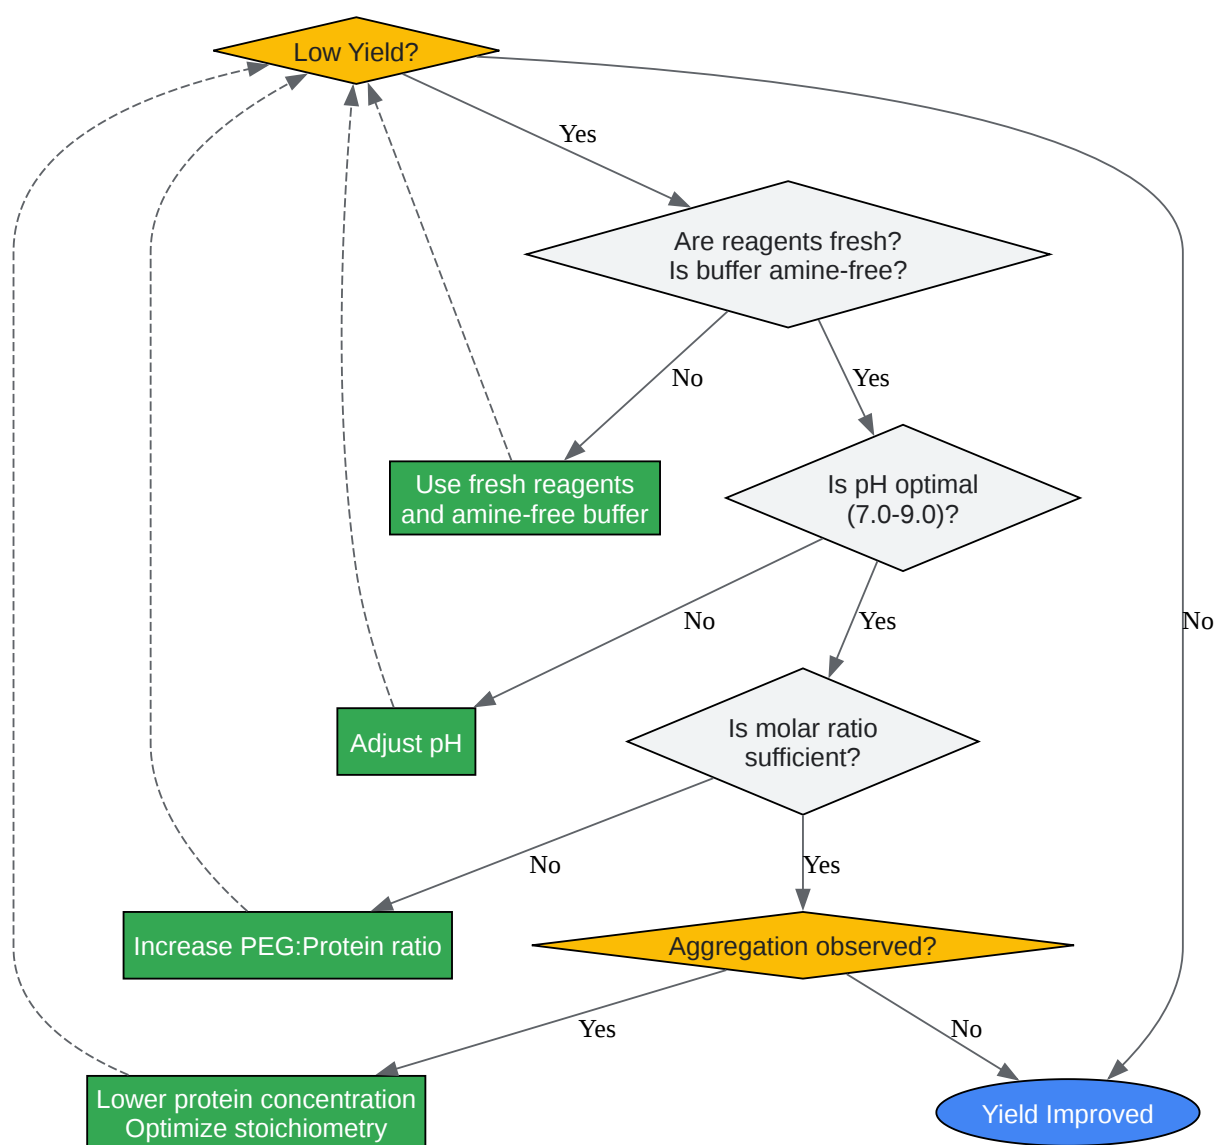 Low Yield?
Yes
Are reagents fresh?
Is buffer amine-free?
No
Yes
Use fresh reagents
and amine-free buffer
Is pH optimal
(7.0-9.0)?
No
Yes
No
Adjust pH
Is molar ratio
sufficient?
No
Yes
Increase PEG:Protein ratio
Aggregation observed?
Yes
No
Lower protein concentration
Optimize stoichiometry
Yield Improved